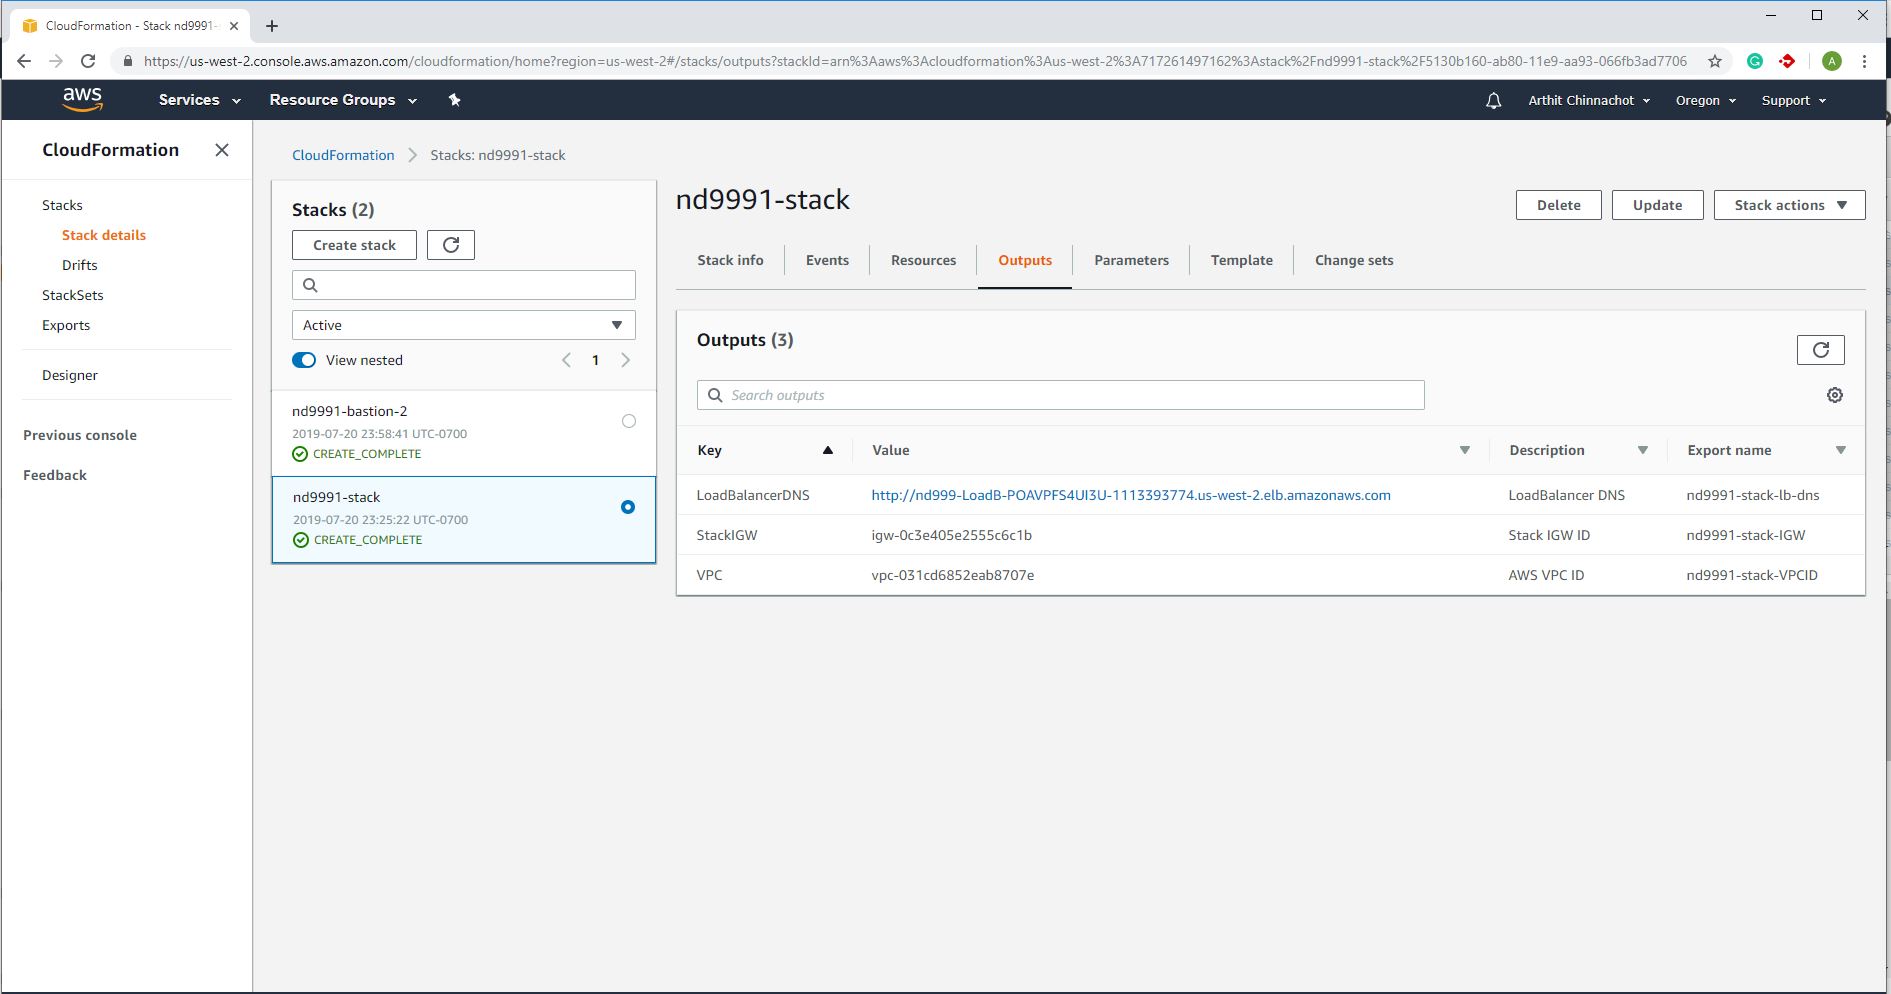 CloudFormation - Stack nd9991-
https://us-west-2.console.aws.amazon.com/cloudformation/home?region=us-west-2#/stacks/outputs?stackId=arn%3Aaws%3Acloudformation%3Aus-west-2%3A717261497162%3Astack%2Fnd9991-stack%2F5130b160-ab80-11e9-aa93-066fb3ad7706
A
aws Services Resource Groups Arthit Chinnachot Oregon Support
CloudFormation
Stacks
Stack details
Drifts
StackSets
Exports
Designer
Previous console
Feedback
CloudFormation > Stacks: nd9991-stack
Stacks (2)
Create stack
Active
View nested 1
nd9991-bastion-2
2019-07-20 23:58:41 UTC-0700
CREATE_COMPLETE
nd9991-stack
2019-07-20 23:25:22 UTC-0700
CREATE_COMPLETE
nd9991-stack
Delete Update Stack actions
Stack info Events Resources Outputs Parameters Template Change sets
Outputs (3)
Search outputs
Key Value Description Export name
LoadBalancerDNS http://nd999-LoadB-POAVPFS4UI3U-1113393774.us-west-2.elb.amazonaws.com LoadBalancer DNS nd9991-stack-lb-dns
StackIGW igw-0c3e405e2555c6c1b Stack IGW ID nd9991-stack-IGW
VPC vpc-031cd6852eab8707e AWS VPC ID nd9991-stack-VPCID